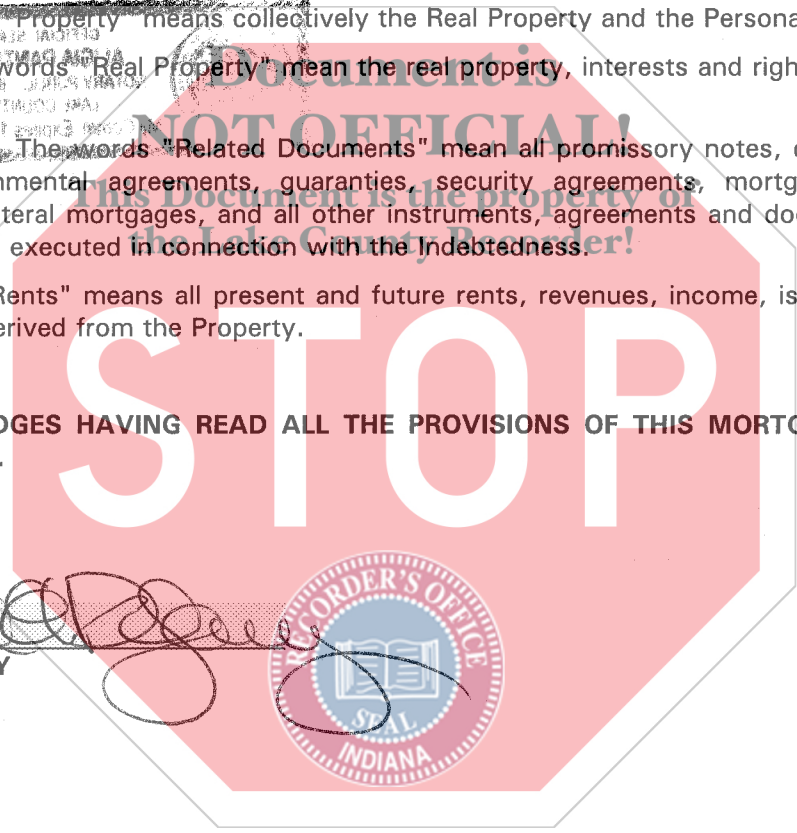 Property" means collectively the Real Property and the Persona
words "Real Property" mean the real property, interests and righ
Document is
NOT OFFICIAL!
The words "Related Documents" mean all promissory notes,
nmental agreements, guaranties, security agreements, mortg
This Document is the property of
teral mortgages, and all other instruments, agreements and do
the Lake County Recorder!
executed in connection with the Indebtedness.
Rents" means all present and future rents, revenues, income, is
erived from the Property.
DGES HAVING READ ALL THE PROVISIONS OF THIS MORTG
STOP
Y
RECORDER'S OFFICE
SEAL
INDIANA